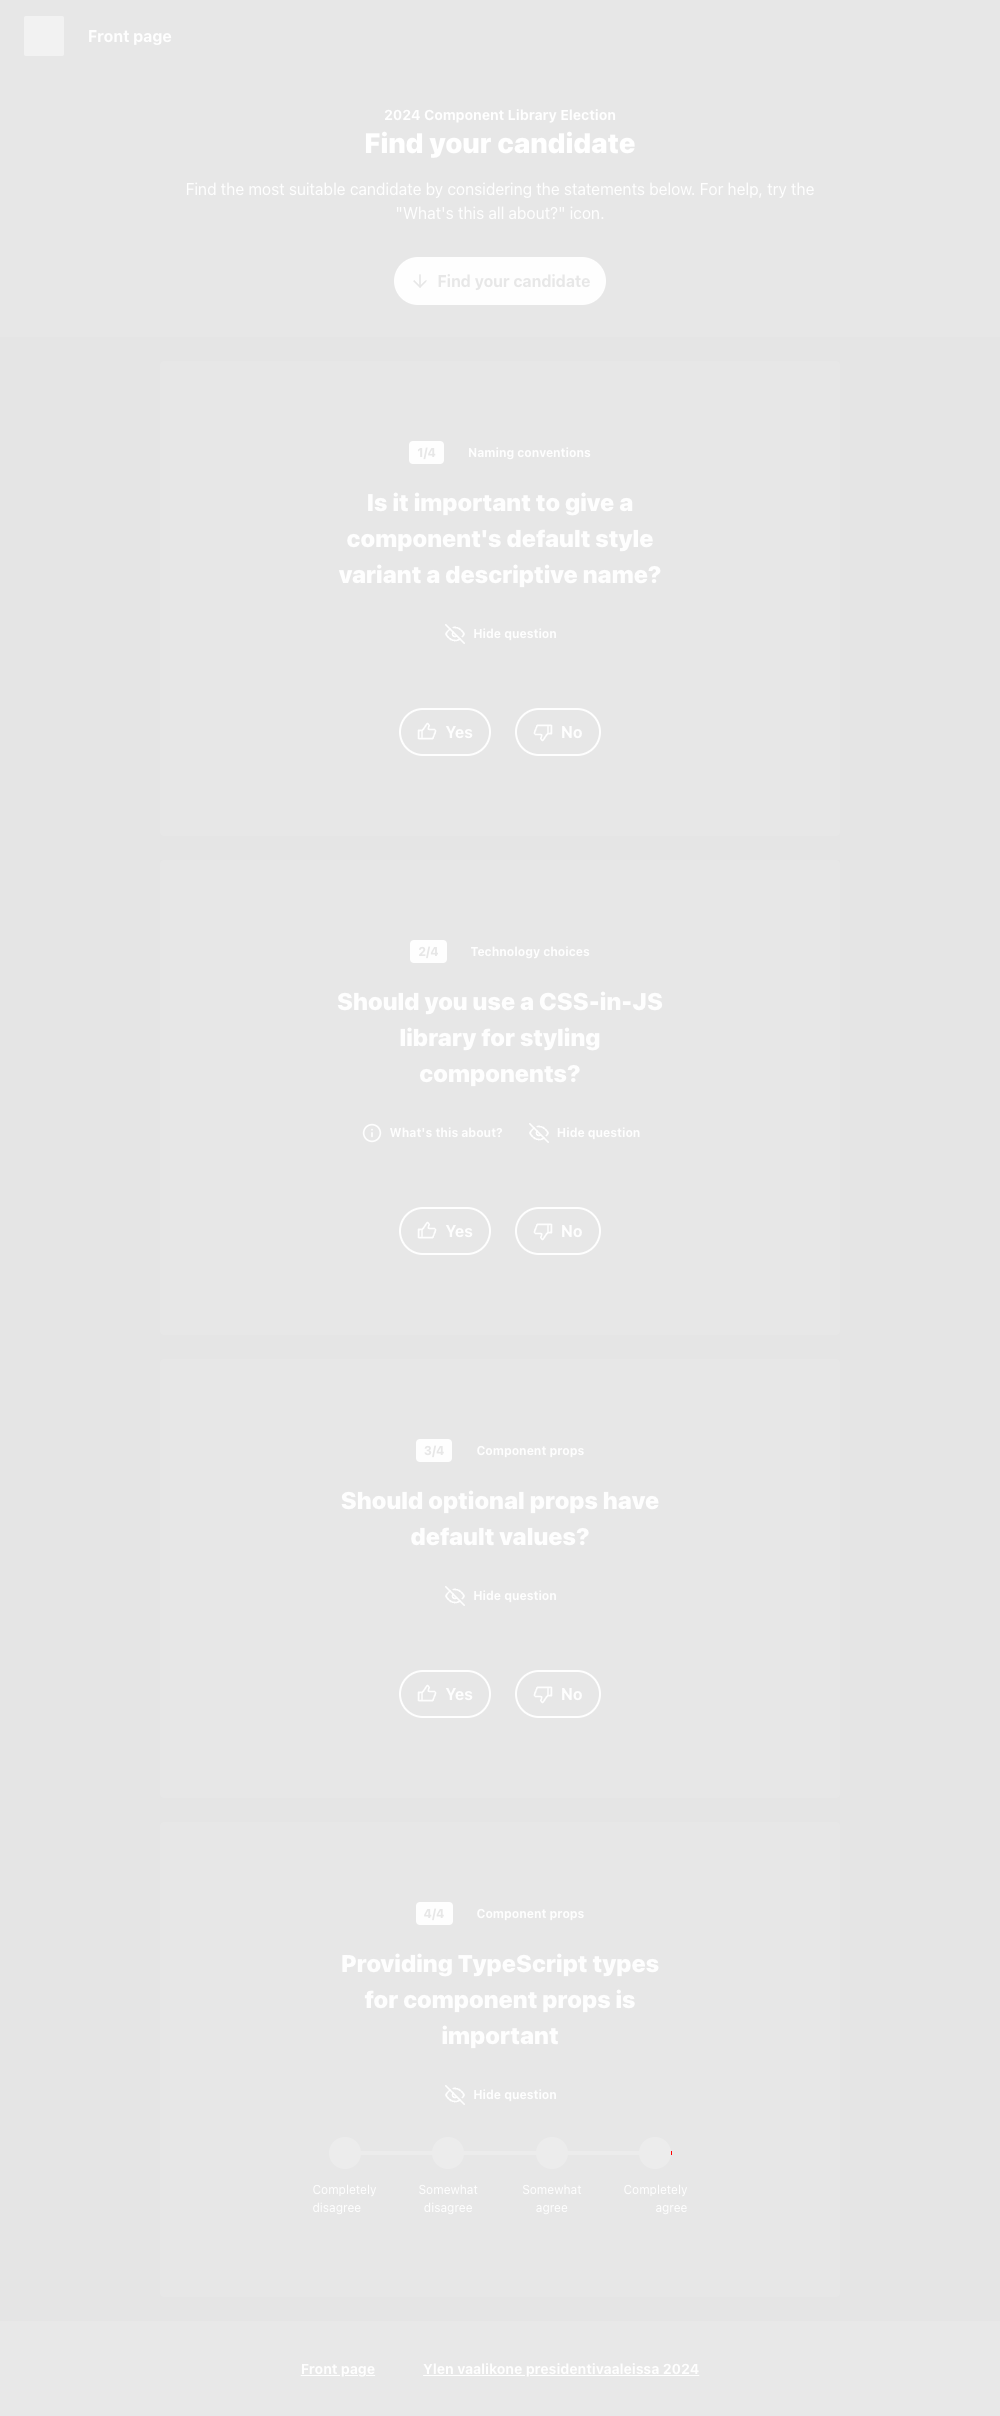 Front page
2024 Component Library Election
Find your candidate
Find the most suitable candidate by considering the statements below. For help, try the
"What's this all about?" icon.
Find your candidate
1/4 Naming conventions
Is it important to give a
component's default style
variant a descriptive name?
Hide question
Yes No
2/4 Technology choices
Should you use a CSS-in-JS
library for styling
components?
What's this about? Hide question
Yes No
3/4 Component props
Should optional props have
default values?
Hide question
Yes No
4/4 Component props
Providing TypeScript types
for component props is
important
Hide question
Completely Somewhat Somewhat Completely
disagree disagree agree agree
Front page Ylen vaalikone presidentivaaleissa 2024